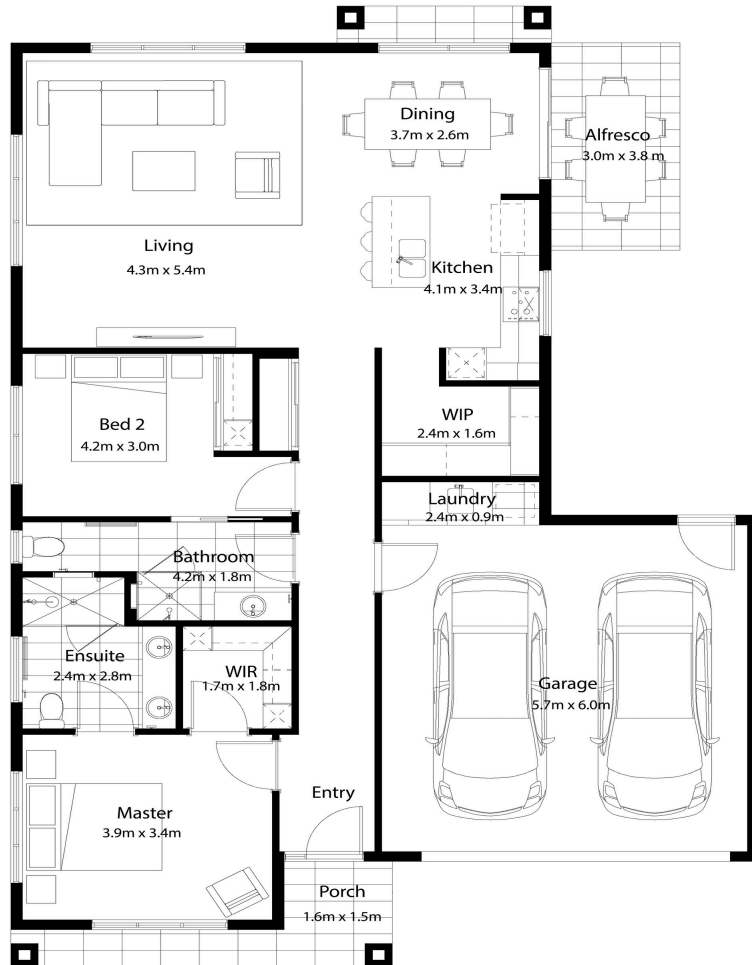 Dining
3.7m x 2.6m
Alfresco
3.0m x 3.8 m
Living
4.3m x 5.4m
Kitchen
4.1m x 3.4m
Bed 2
4.2m x 3.0m
WIP
2.4m x 1.6m
Laundry
2.4m x 0.9m
Bathroom
4.2m x 1.8m
Ensuite
2.4m x 2.8m
WIR
1.7m x 1.8m
Garage
5.7m x 6.0m
Entry
Master
3.9m x 3.4m
Porch
1.6m x 1.5m